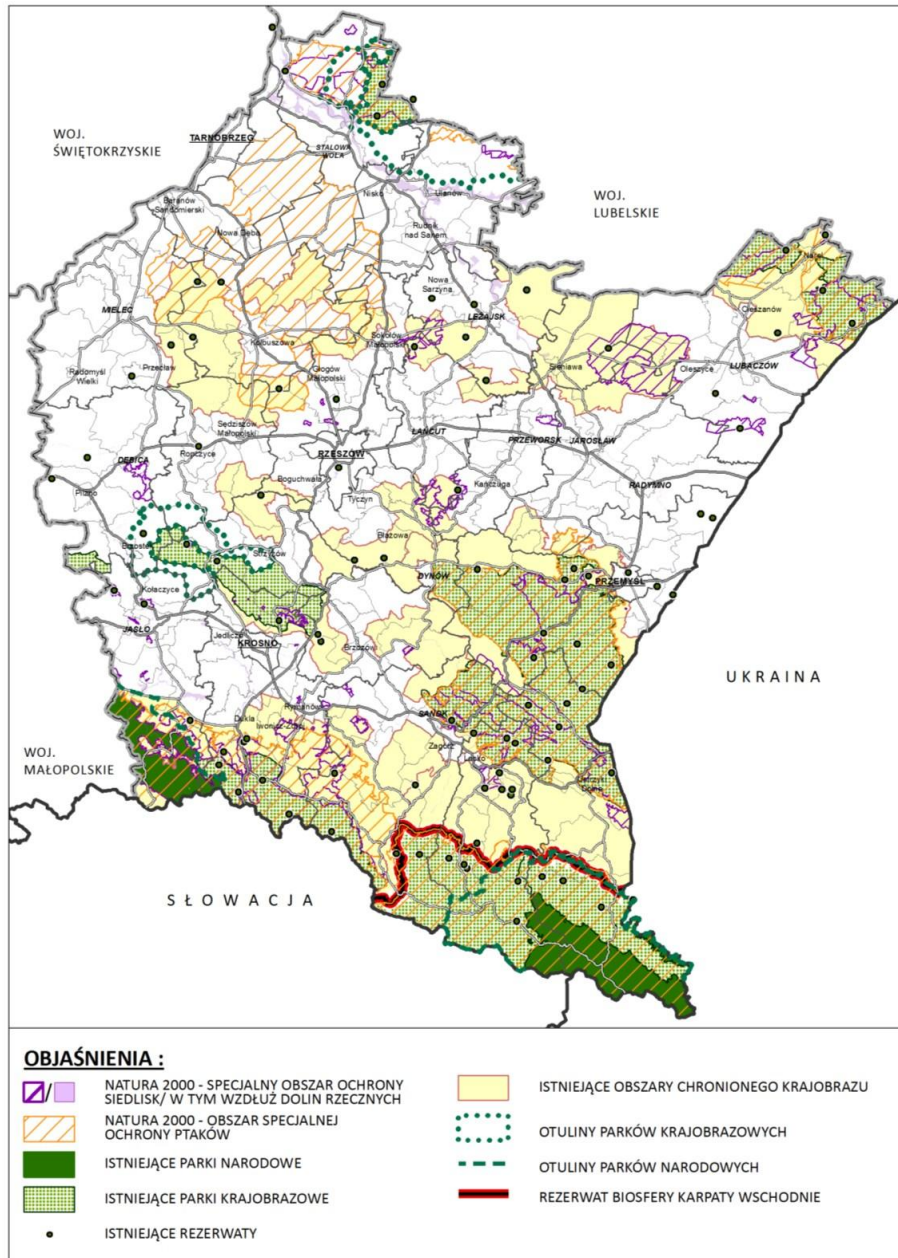 WOJ.
ŚWIĘTOKRZYSKIE
TARNOBRZEG
STALOWA
WOLA
Nisko
Ulanów
WOJ.
LUBELSKIE
Baranów
Sandomierski
Nowa Dęba
Rudnik
nad Sanem
Narol
Nowa
Sarzyna
Cieszanów
MIELEC
LEŻAJSK
Kolbuszowa
Sokołów
Małopolski
Radomyśl
Wielki
Przecław
Głogów
Małopolski
Sieniawa
Oleszyce
LUBACZÓW
Sędziszów
Małopolski
ŁAŃCUT
PRZEWORSK
JAROSŁAW
Ropczyce
RZESZÓW
DĘBICA
Boguchwała
Kańczuga
RADYMNO
Pilzno
Tyczyn
Błażowa
Strzyżów
DYNÓW
PRZEMYŚL
Kołaczyce
JASŁO
Jedlicze
KROSNO
Brzozów
UKRAINA
Rymanów
Dukla
Iwonicz-Zdrój
SANOK
Zagórz
Lesko
WOJ.
MAŁOPOLSKIE
SŁOWACJA
OBJAŚNIENIA :
NATURA 2000 - SPECJALNY OBSZAR OCHRONY
SIEDLISK/ W TYM WZDŁUŻ DOLIN RZECZNYCH
NATURA 2000 - OBSZAR SPECJALNEJ
OCHRONY PTAKÓW
ISTNIEJĄCE PARKI NARODOWE
ISTNIEJĄCE PARKI KRAJOBRAZOWE
ISTNIEJĄCE REZERWATY
ISTNIEJĄCE OBSZARY CHRONIONEGO KRAJOBRAZU
OTULINY PARKÓW KRAJOBRAZOWYCH
OTULINY PARKÓW NARODOWYCH
REZERWAT BIOSFERY KARPATY WSCHODNIE